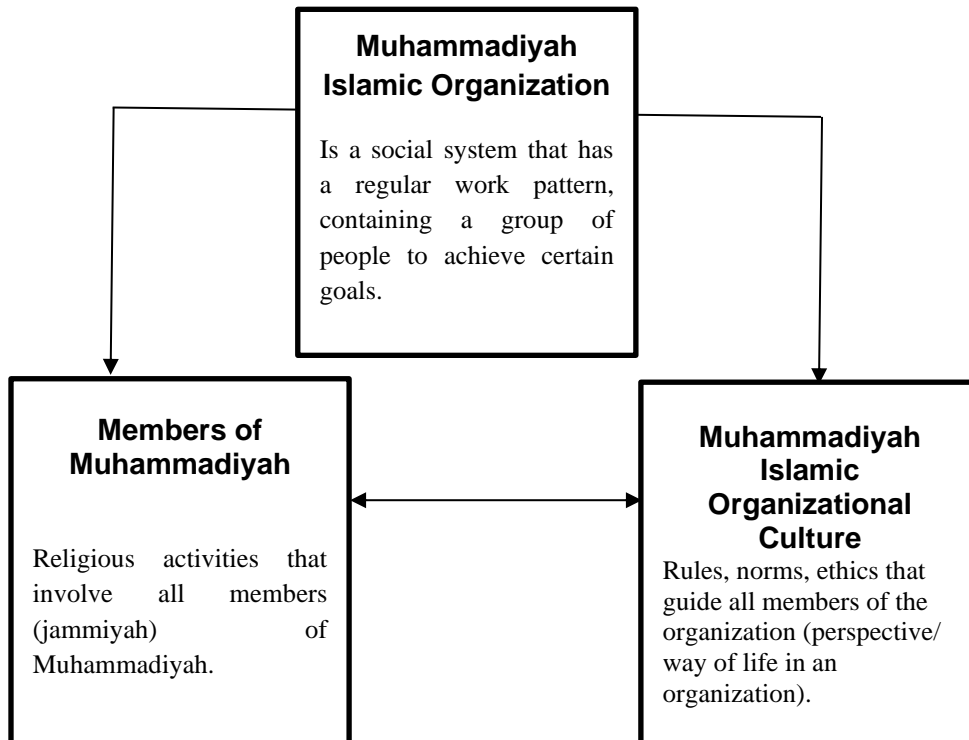 Muhammadiyah
Islamic Organization
Is a social system that has
a regular work pattern,
containing a group of
people to achieve certain
goals.
Members of
Muhammadiyah
Religious activities that
involve all members
(jammiyah) of
Muhammadiyah.
Muhammadiyah
Islamic
Organizational
Culture
Rules, norms, ethics that
guide all members of the
organization (perspective/
way of life in an
organization).